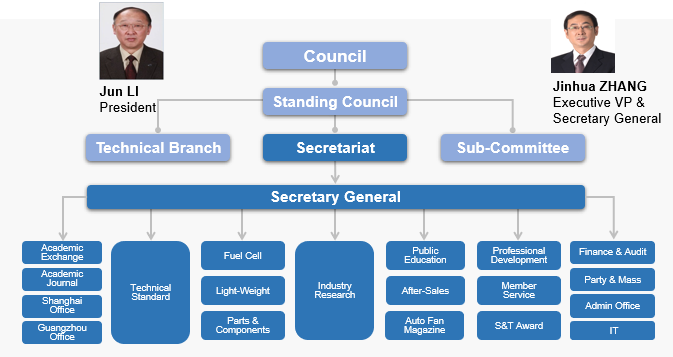 Jun LI
President
Jinhua ZHANG
Executive VP &
Secretary General
Council
Standing Council
Technical Branch
Secretariat
Sub-Committee
Secretary General
Academic
Exchange
Academic
Journal
Shanghai
Office
Guangzhou
Office
Technical
Standard
Fuel Cell
Light-Weight
Parts &
Components
Industry
Research
Public
Education
After-Sales
Auto Fan
Magazine
Professional
Development
Member
Service
S&T Award
Finance & Audit
Party & Mass
Admin Office
IT